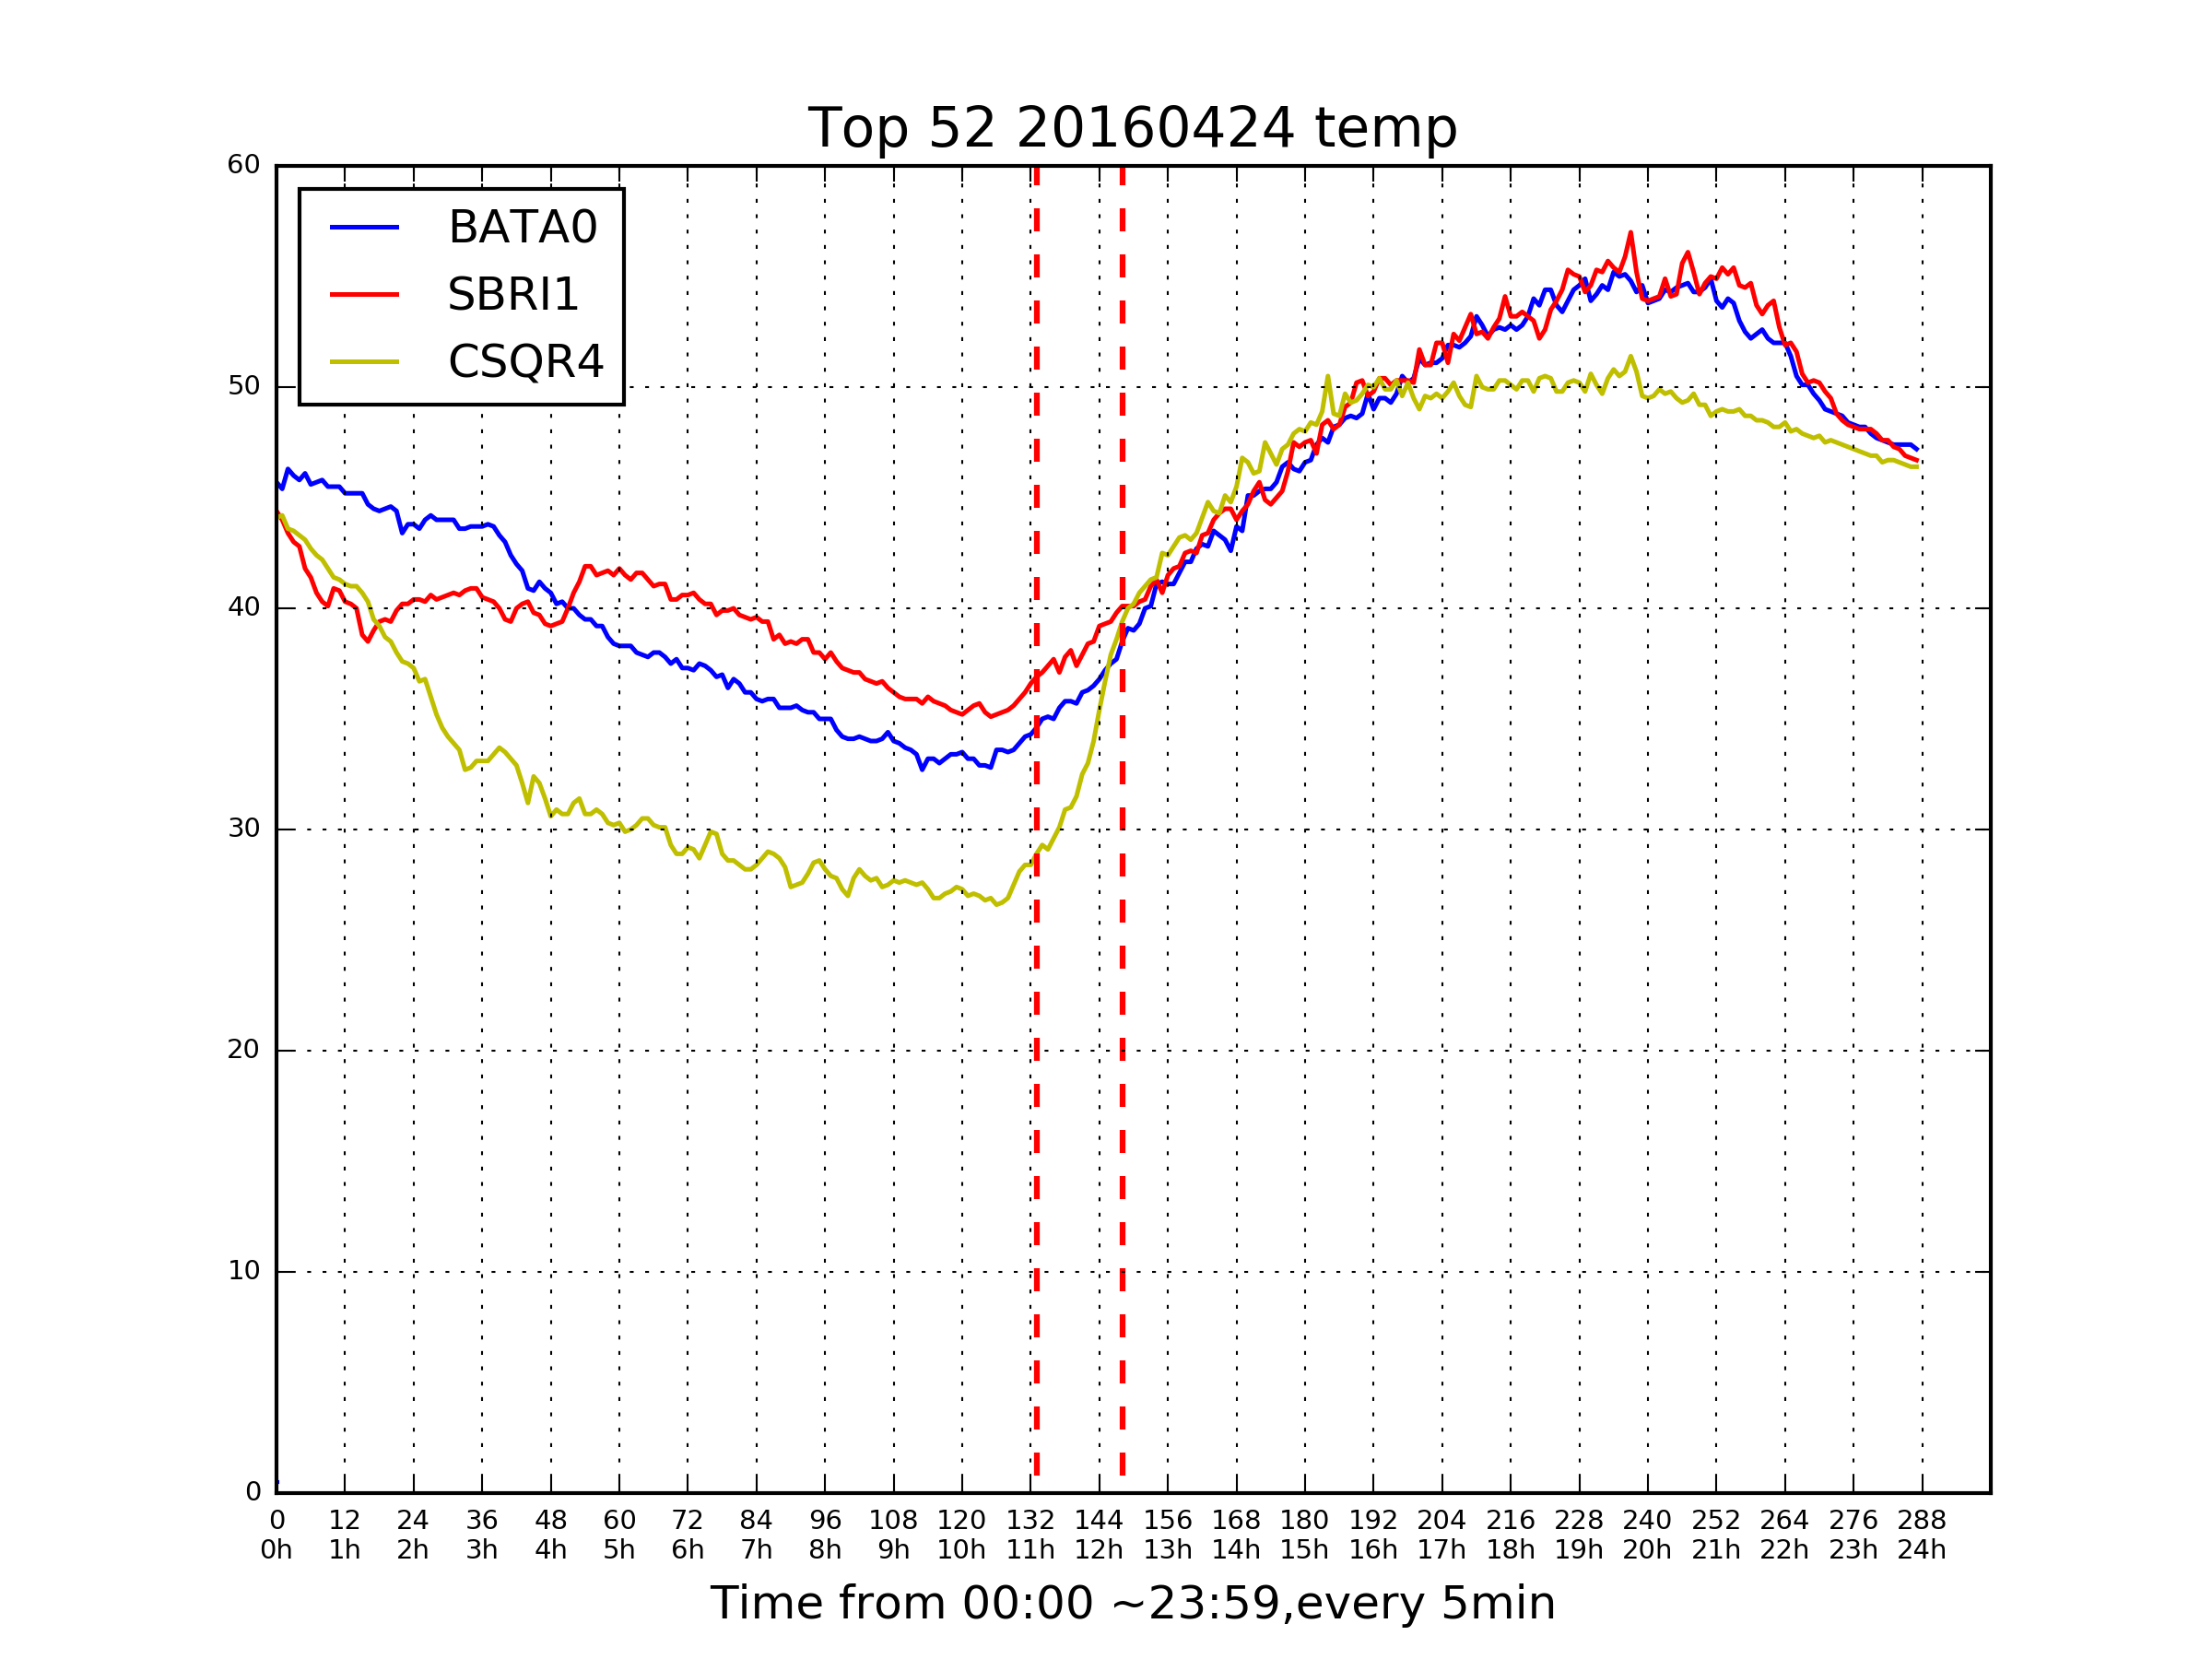 Top 52 20160424 temp
60
50
40
30
20
10
0
BATA0
SBRI1
CSQR4
0 12 24 36 48 60 72 84 96 108 120 132 144 156 168 180 192 204 216 228 240 252 264 276 288
0h 1h 2h 3h 4h 5h 6h 7h 8h 9h 10h 11h 12h 13h 14h 15h 16h 17h 18h 19h 20h 21h 22h 23h 24h
Time from 00:00 ~23:59,every 5min